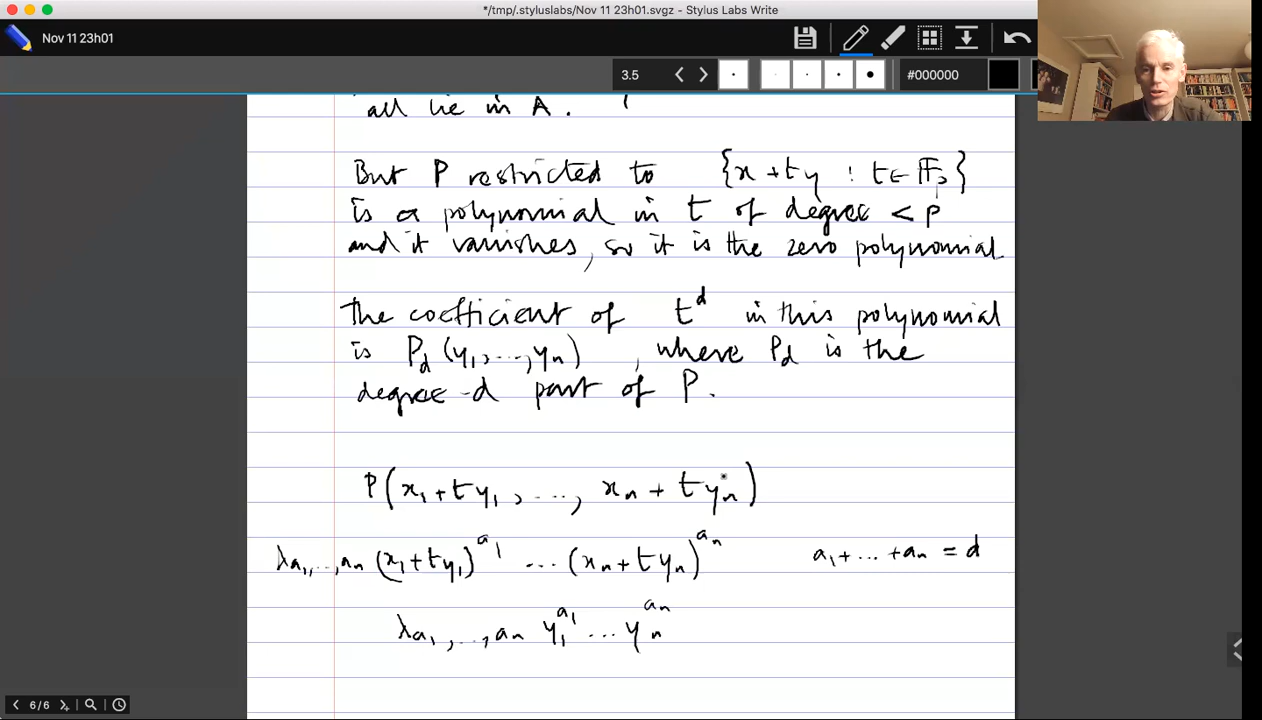 */tmp/.styluslabs/Nov 11 23h01.svgz - Stylus Labs Write
Nov 11 23h01
3.5
#000000
all lie in A.
But P restricted to {x + ty : t ∈ 𝔽p}
is a polynomial in t of degree < p
and it vanishes, so it is the zero polynomial
The coefficient of t^d in this polynomial
is P_d (y_1, ..., y_n), where P_d is the
degree-d part of P.
P(x_1 + ty_1, ..., x_n + ty_n)
λ_{a_1,...,a_n} (x_1 + ty_1)^{a_1} ... (x_n + ty_n)^{a_n} a_1 + ... + a_n = d
λ_{a_1,...,a_n} y_1^{a_1} ... y_n^{a_n}
6/6